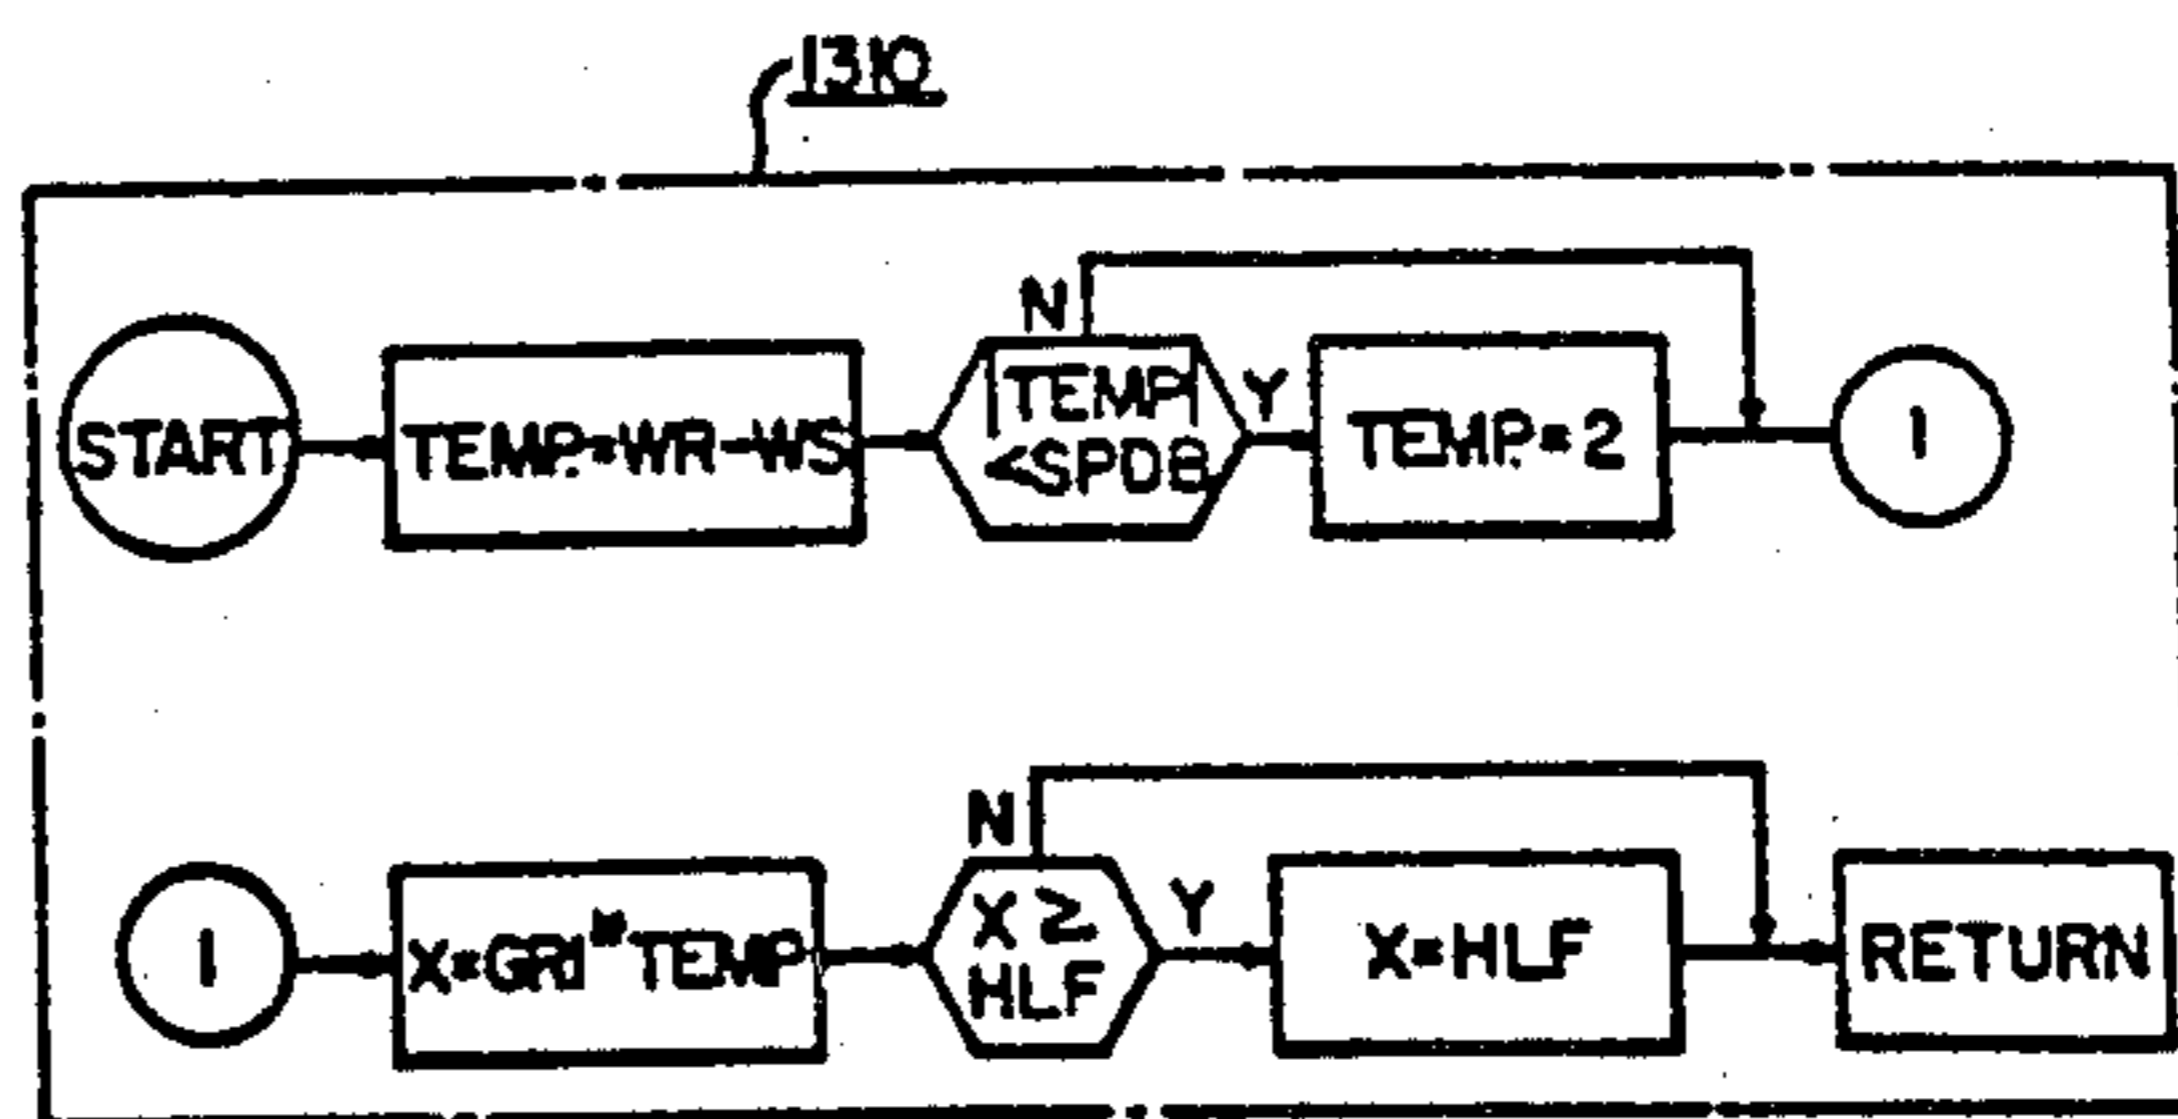 1310
N
START
TEMP.=WR-WS
|TEMP|
<SPDB
Y
TEMP.=2
1
N
1
X=GRI*TEMP
X ≥
HLF
Y
X=HLF
RETURN